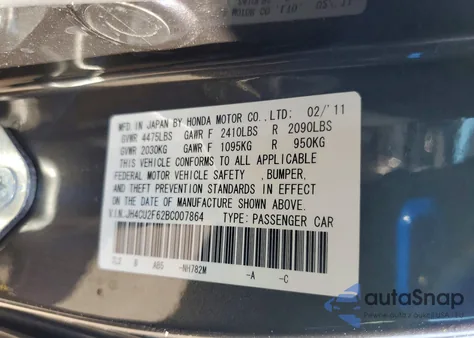 MFD. IN JAPAN BY HONDA MOTOR CO.,LTD: 02/'11
GVWR 4475LBS GAWR F 2410LBS R 2090LBS
GVWR 2030KG GAWR F 1095KG R 950KG
THIS VEHICLE CONFORMS TO ALL APPLICABLE
FEDERAL MOTOR VEHICLE SAFETY ,BUMPER,
AND THEFT PREVENTION STANDARDS IN EFFECT
ON THE DATE OF MANUFACTURE SHOWN ABOVE.
V.I.N.JH4CU2F62BC007864 TYPE: PASSENGER CAR
TL2 B ABS -NH782M -A -C
autoSnap